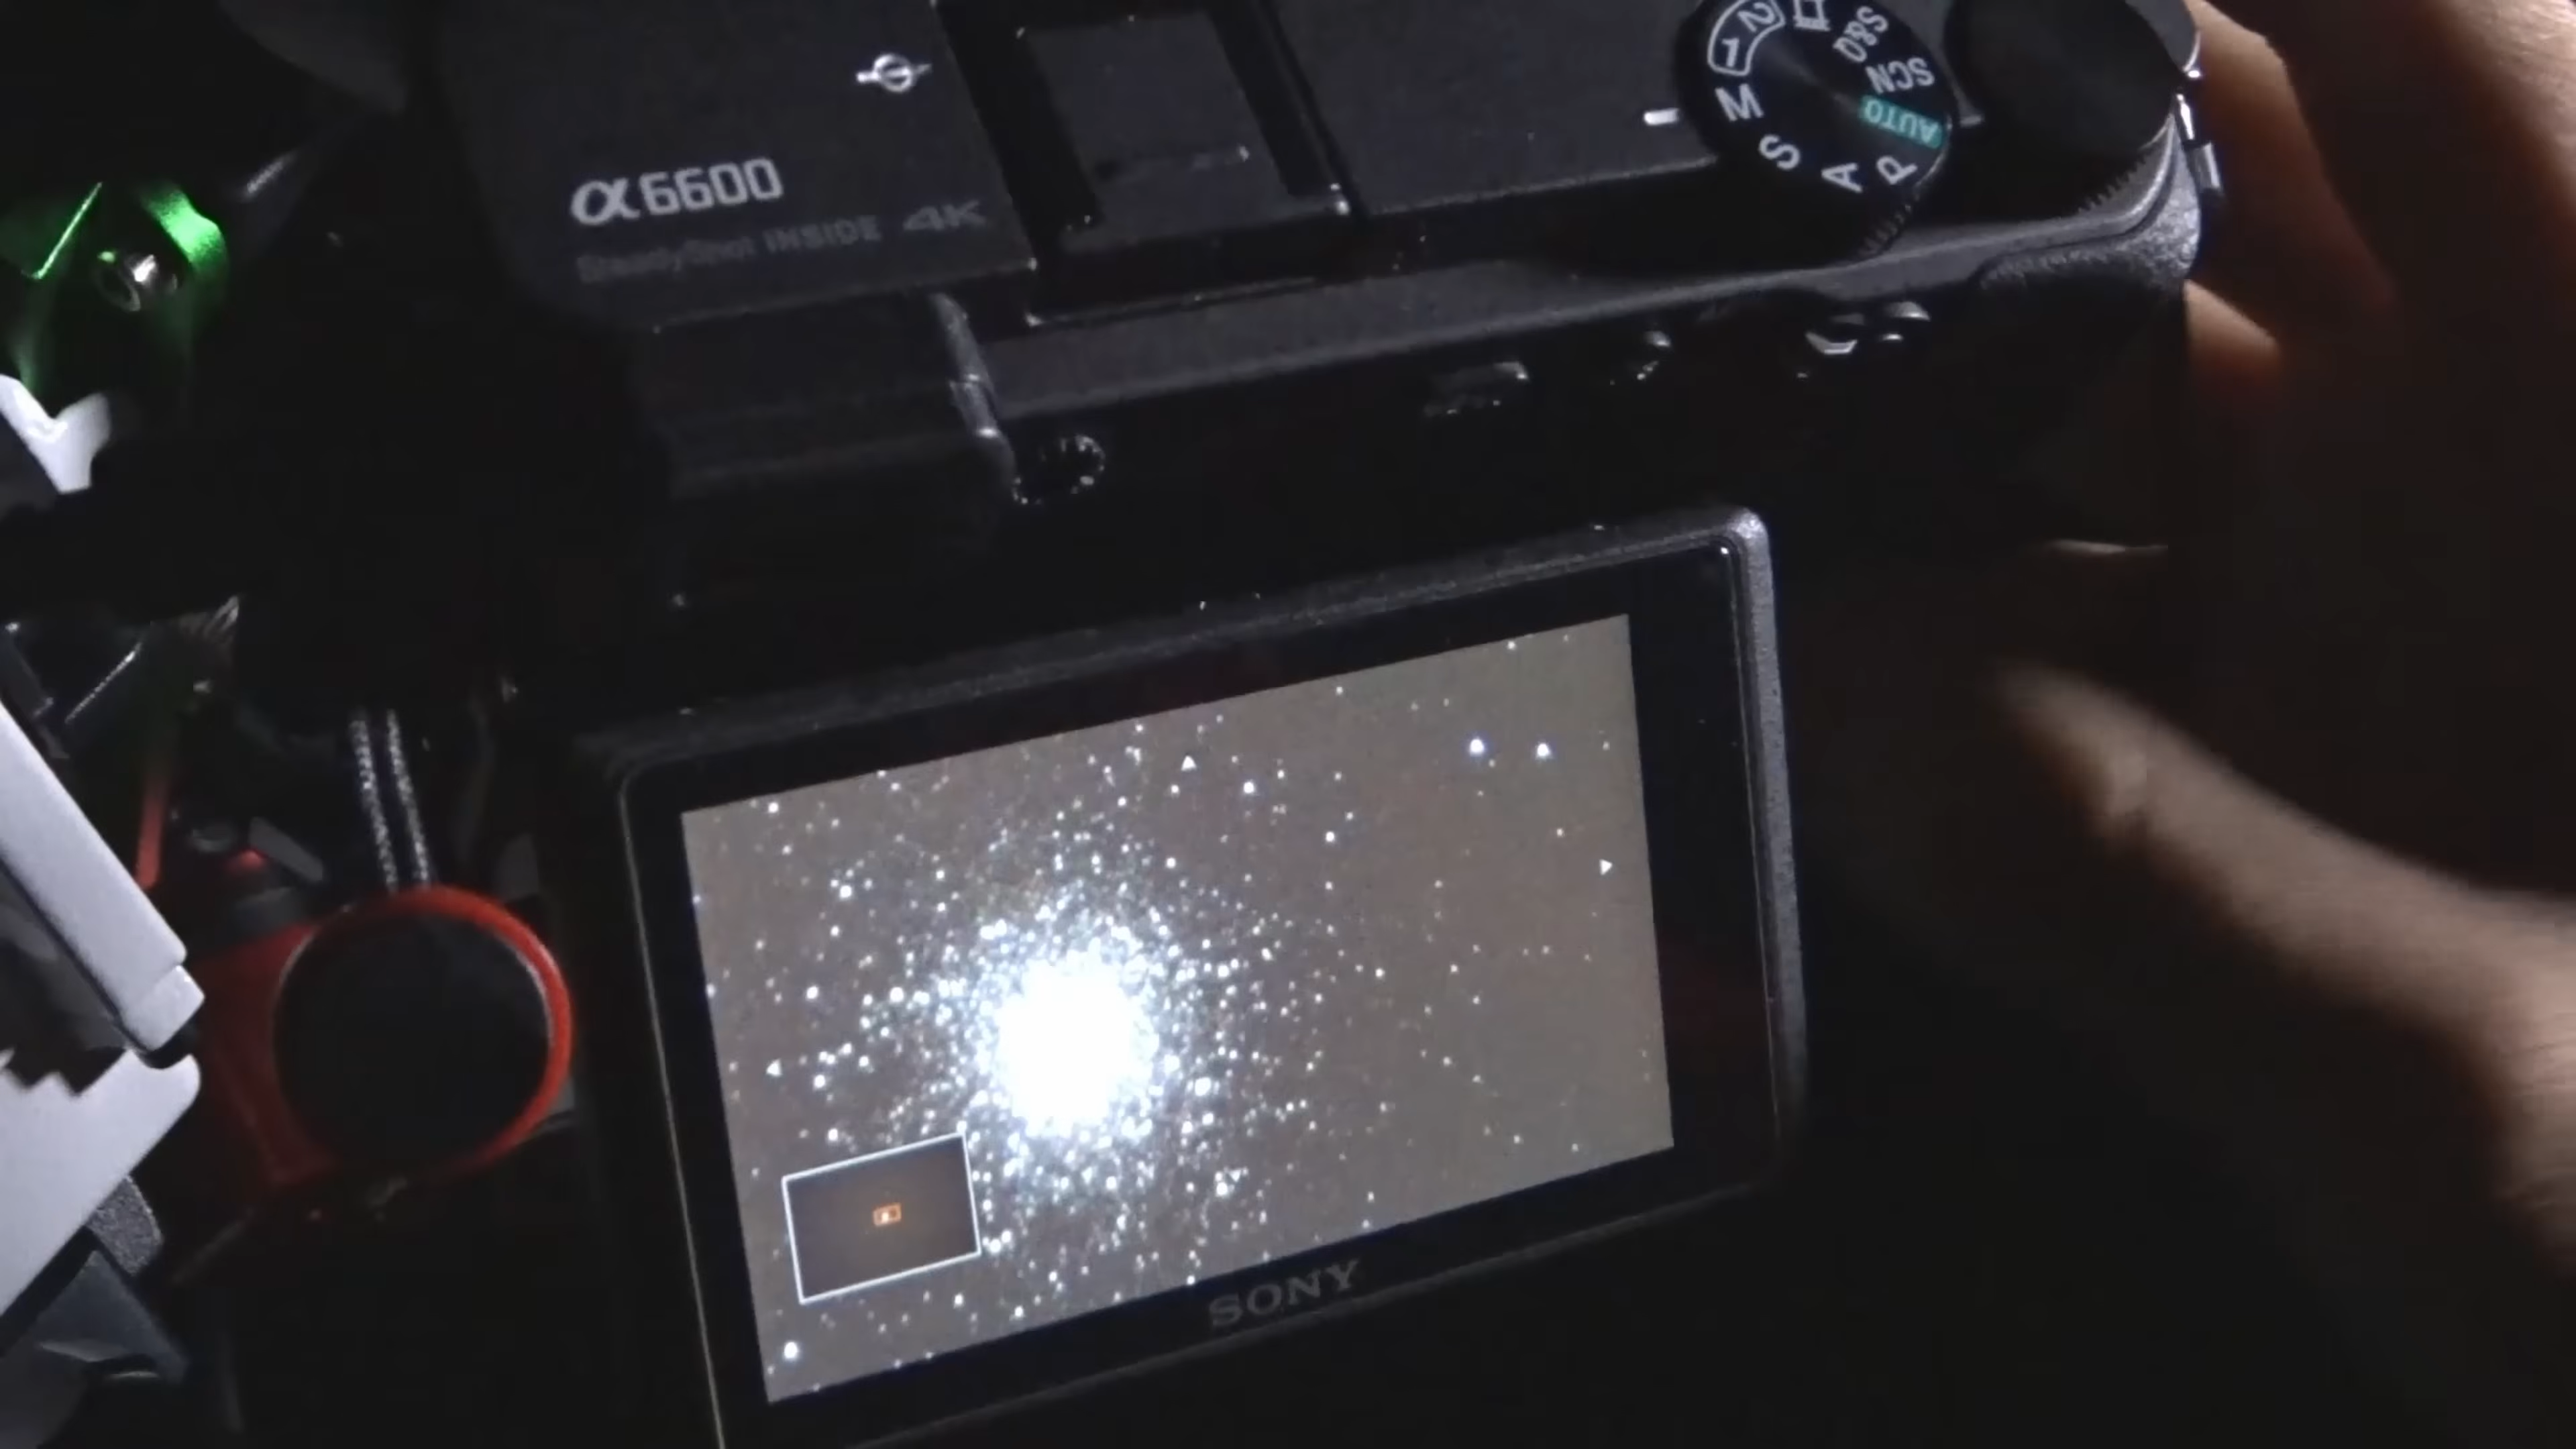 α6600
SteadyShot INSIDE 4K
1
2
S&Q
SCN
AUTO
P
A
S
M
SONY